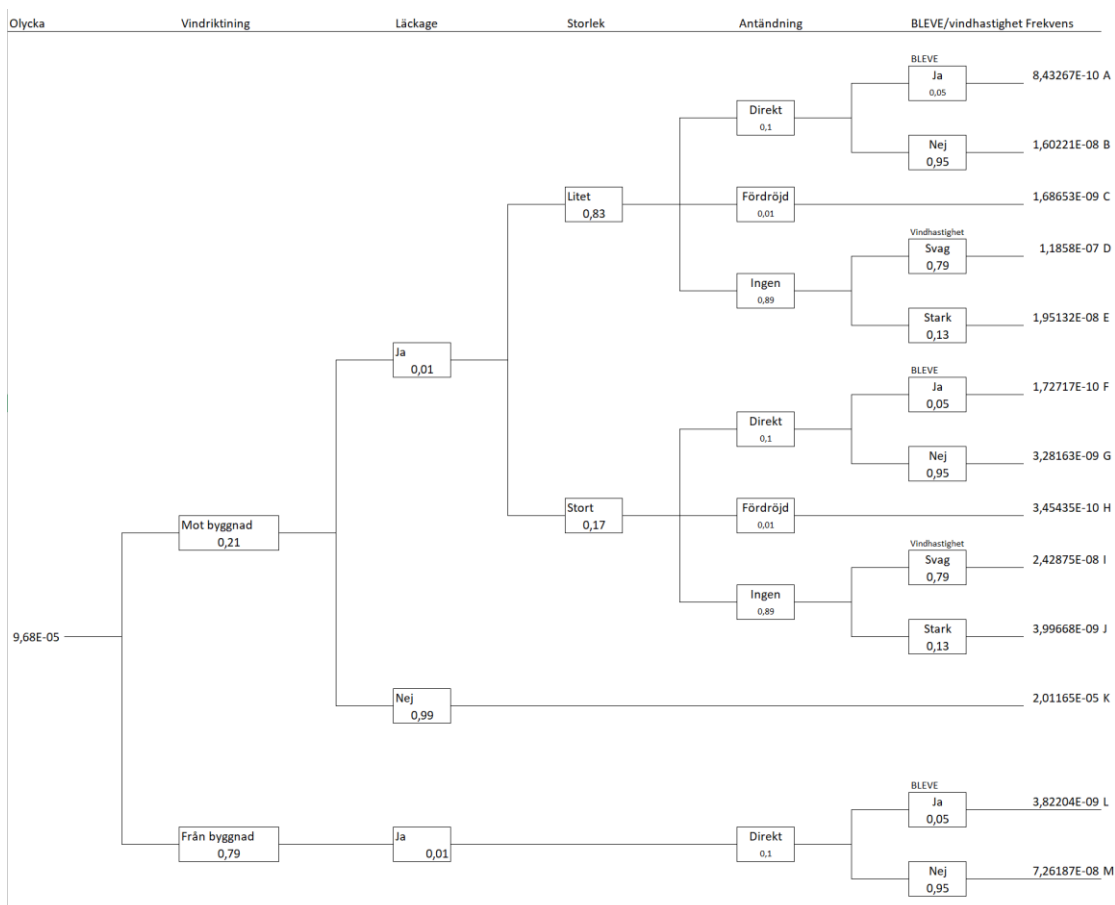 Olycka Vindriktining Läckage Storlek Antändning BLEVE/vindhastighet Frekvens
BLEVE
Ja
0,05
8,43267E-10 A
Direkt
0,1
Nej
0,95
1,60221E-08 B
Litet
0,83
Fördröjd
0,01
1,68653E-09 C
Vindhastighet
Svag
0,79
1,1858E-07 D
Ingen
0,89
Stark
0,13
1,95132E-08 E
Ja
0,01
BLEVE
Ja
0,05
1,72717E-10 F
Direkt
0,1
Nej
0,95
3,28163E-09 G
Stort
0,17
Fördröjd
0,01
3,45435E-10 H
Mot byggnad
0,21
Vindhastighet
Svag
0,79
2,42875E-08 I
Ingen
0,89
Stark
0,13
3,99668E-09 J
9,68E-05
Nej
0,99
2,01165E-05 K
BLEVE
Ja
0,05
3,82204E-09 L
Från byggnad
0,79
Ja
0,01
Direkt
0,1
Nej
0,95
7,26187E-08 M